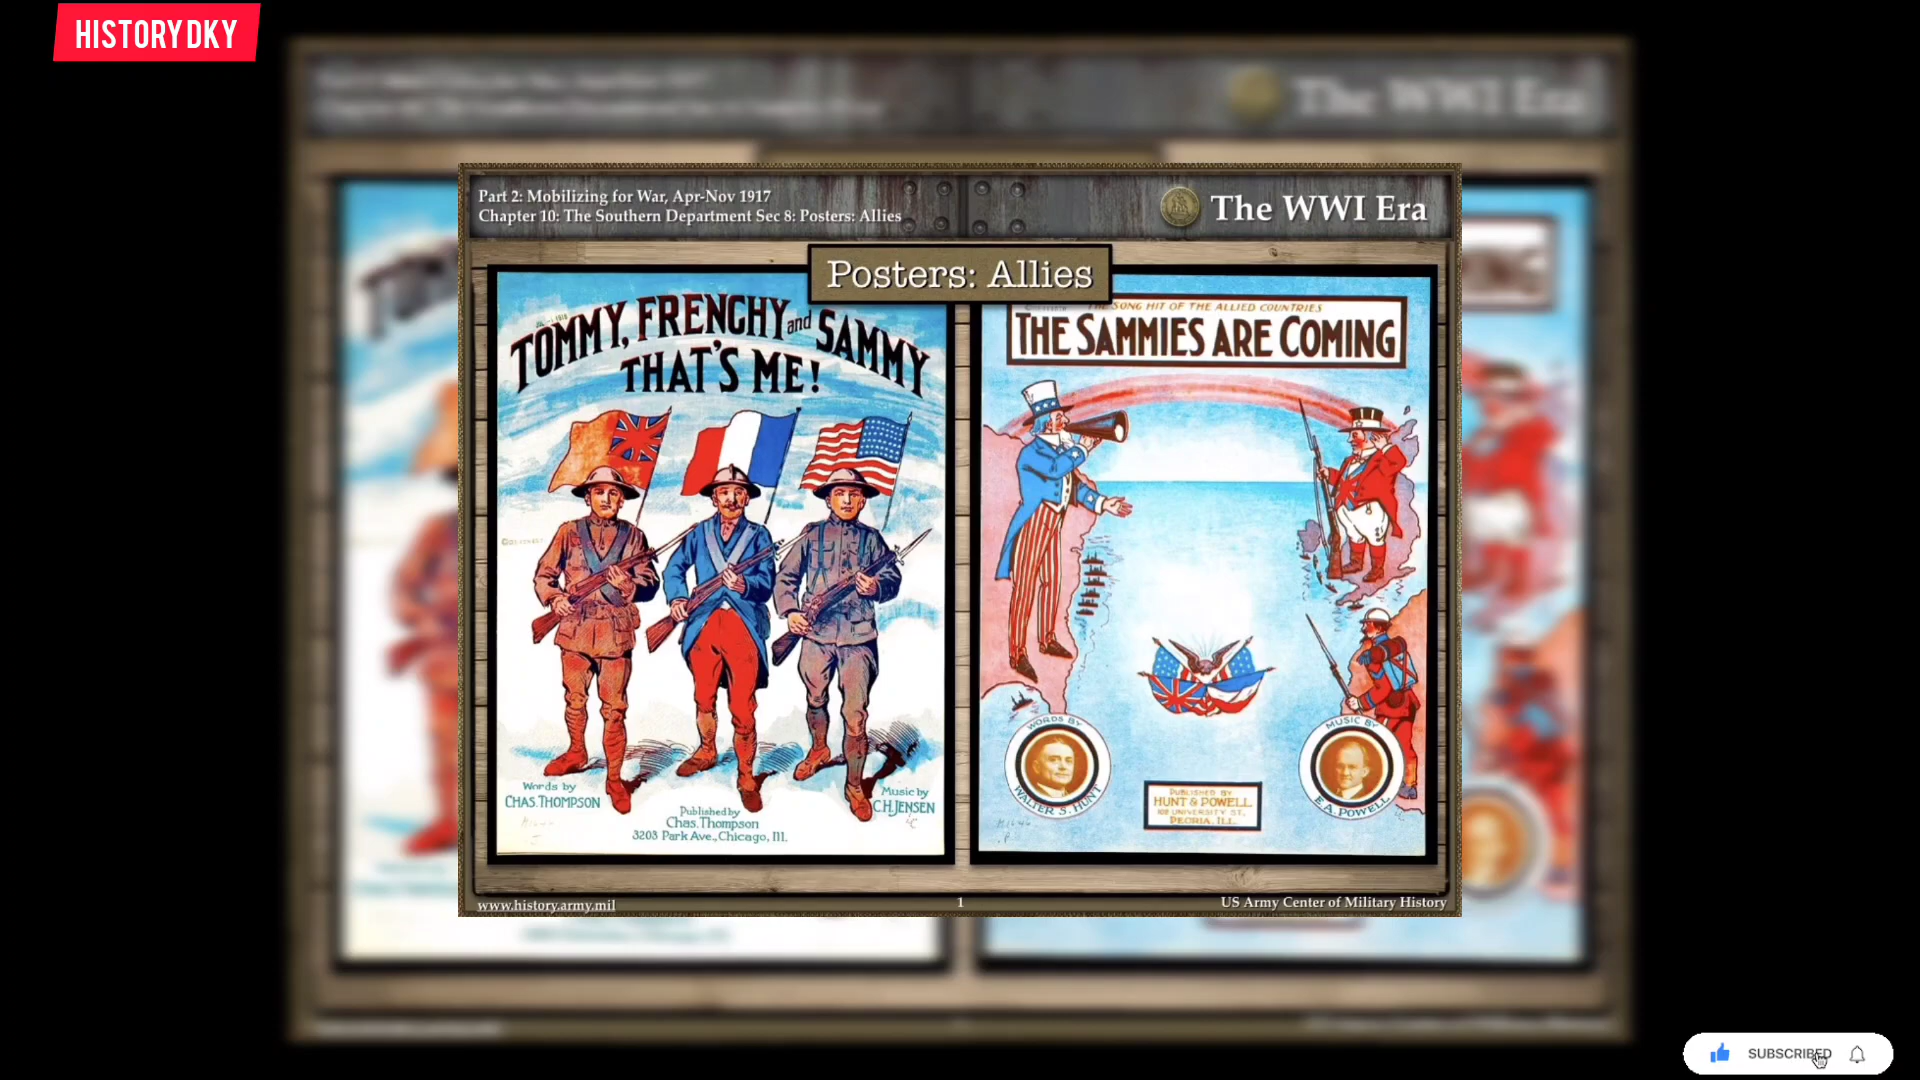 HISTORY DKY
Part 2: Mobilizing for War, Apr-Nov 1917
Chapter 10: The Southern Department Sec 8: Posters: Allies
The WWI Era
Posters: Allies
TOMMY, FRENCHY and SAMMY
THAT'S ME!
Words by
CHAS. THOMPSON
Published by
Chas. Thompson
3203 Park Ave., Chicago, Ill.
Music by
C.H. JENSEN
SONG HIT OF THE ALLIED COUNTRIES
THE SAMMIES ARE COMING
WORDS BY
WALTER S. HUNT
PUBLISHED BY
HUNT & POWELL
UNIVERSITY ST.
PEORIA, ILL.
MUSIC BY
E.A. POWELL
www.history.army.mil
1
US Army Center of Military History
SUBSCRIBED